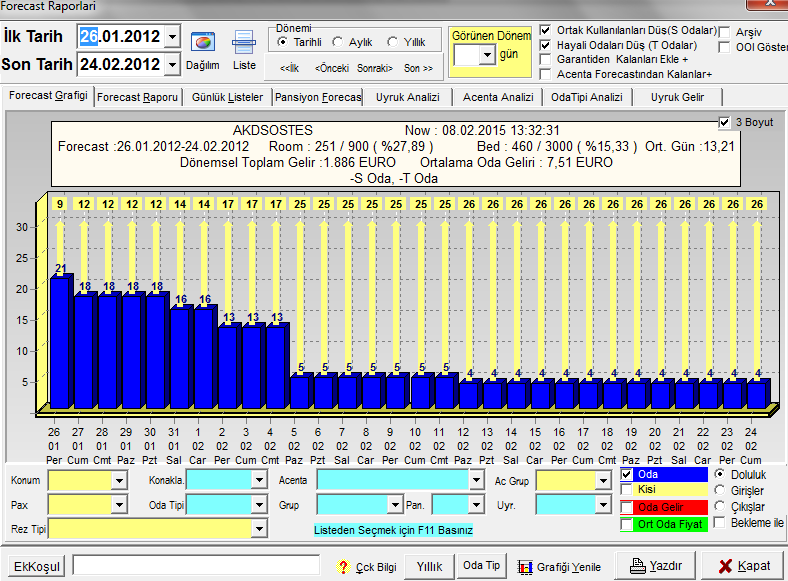 Forecast Raporlari
İlk Tarih 26.01.2012
Son Tarih 24.02.2012
Dağılım Liste
Dönemi
Tarihli Aylık Yıllık
<<İlk <Önceki Sonraki> Son >>
Görünen Dönem
gün
Ortak Kullanılanları Düş(S Odalar)
Hayali Odaları Düş (T Odalar)
Garantiden Kalanları Ekle +
Acenta Forecastından Kalanlar+
Arşiv
OOI Göster
Forecast Grafigi Forecast Raporu Günlük Listeler Pansiyon Forecas Uyruk Analizi Acenta Analizi OdaTipi Analizi Uyruk Gelir
3 Boyut
AKDSOSTES Now : 08.02.2015 13:32:31
Forecast :26.01.2012-24.02.2012 Room : 251 / 900 ( %27,89 ) Bed : 460 / 3000 ( %15,33 ) Ort. Gün :13,21
Dönemsel Toplam Gelir :1.886 EURO Ortalama Oda Geliri : 7,51 EURO
-S Oda, -T Oda
9 12 12 12 12 14 14 17 17 17 25 25 25 25 25 25 25 26 26 26 26 26 26 26 26 26 26 26 26 26
30
25
20
15
10
5
21 18 18 18 18 16 16 13 13 13 5 5 5 5 5 5 5 4 4 4 4 4 4 4 4 4 4 4 4 4
26 27 28 29 30 31 1 2 3 4 5 6 7 8 9 10 11 12 13 14 15 16 17 18 19 20 21 22 23 24
01 01 01 01 01 01 02 02 02 02 02 02 02 02 02 02 02 02 02 02 02 02 02 02 02 02 02 02 02 02
Per Cum Cmt Paz Pzt Sal Car Per Cum Cmt Paz Pzt Sal Car Per Cum Cmt Paz Pzt Sal Car Per Cum Cmt Paz Pzt Sal Car Per Cum
Konum Konakla. Acenta Ac Grup
Pax Oda Tipi Grup Pan. Uyr.
Rez Tipi Listeden Seçmek için F11 Basınız
Oda Doluluk
Kisi Girişler
Oda Gelir Çıkışlar
Ort Oda Fiyat Bekleme ile
EkKoşul ? Çck Bilgi Yıllık Oda Tip Grafiği Yenile Yazdır Kapat